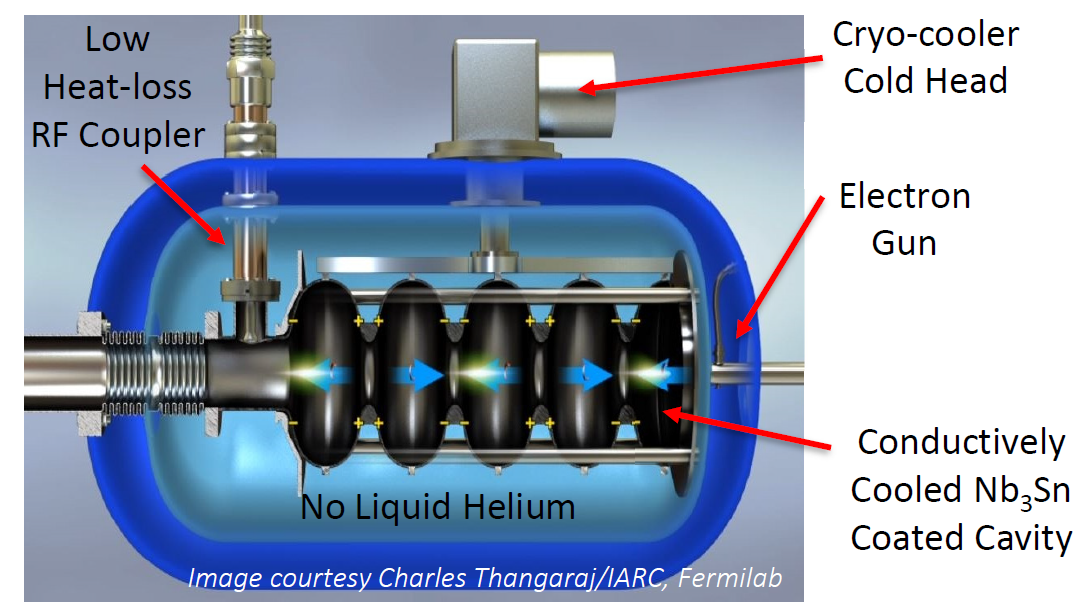 Low
Heat-loss
RF Coupler
Cryo-cooler
Cold Head
Electron
Gun
Conductively
Cooled Nb₃Sn
Coated Cavity
No Liquid Helium
Image courtesy Charles Thangaraj/IARC, Fermilab